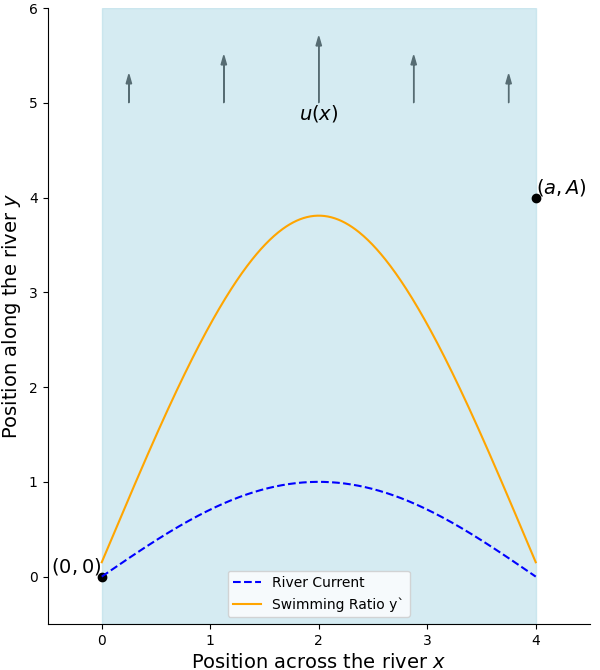 6
5
4
3
2
1
0
Position along the river y
u(x)
(a, A)
(0, 0)
River Current
Swimming Ratio y`
0
1
2
3
4
Position across the river x